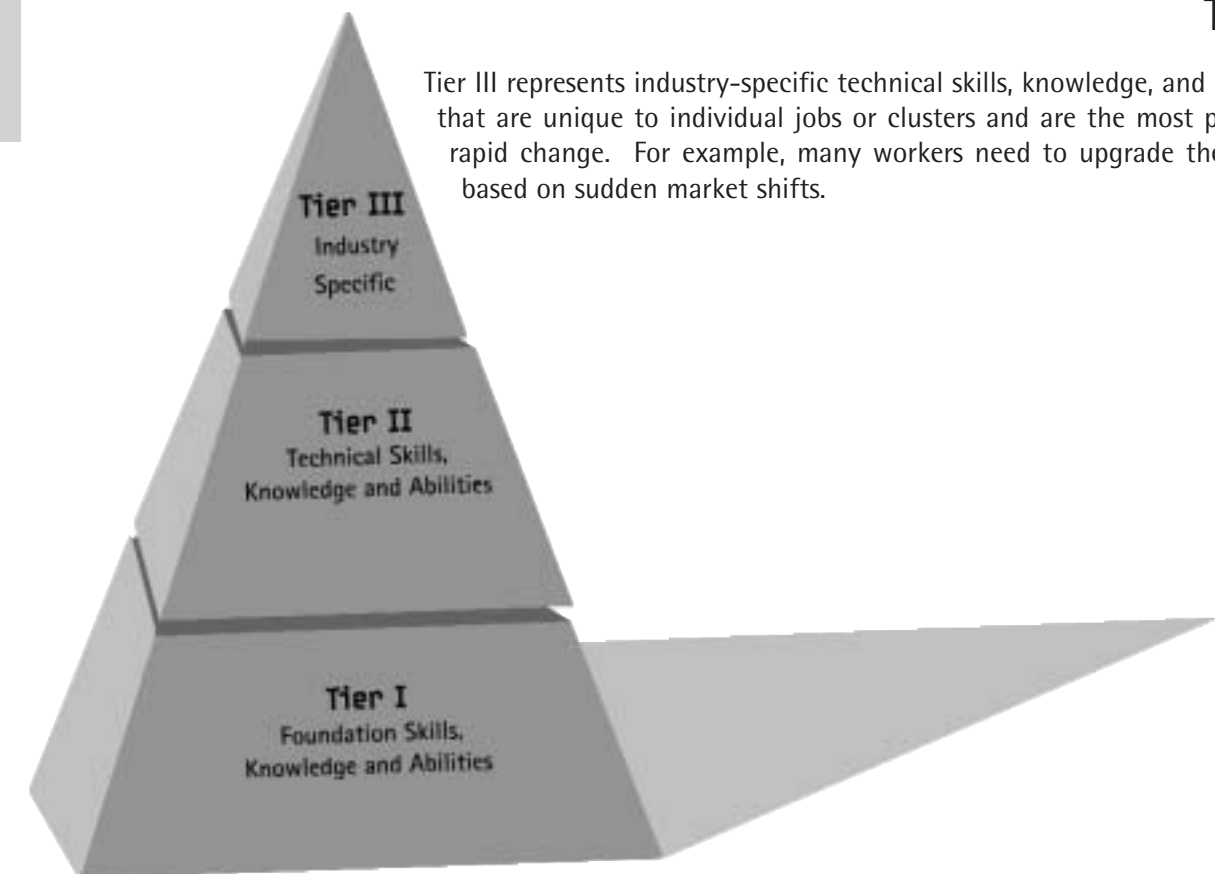 T
Tier III represents industry-specific technical skills, knowledge, and
that are unique to individual jobs or clusters and are the most p
rapid change. For example, many workers need to upgrade the
based on sudden market shifts.
Tier III
Industry
Specific
Tier II
Technical Skills,
Knowledge and Abilities
Tier I
Foundation Skills,
Knowledge and Abilities